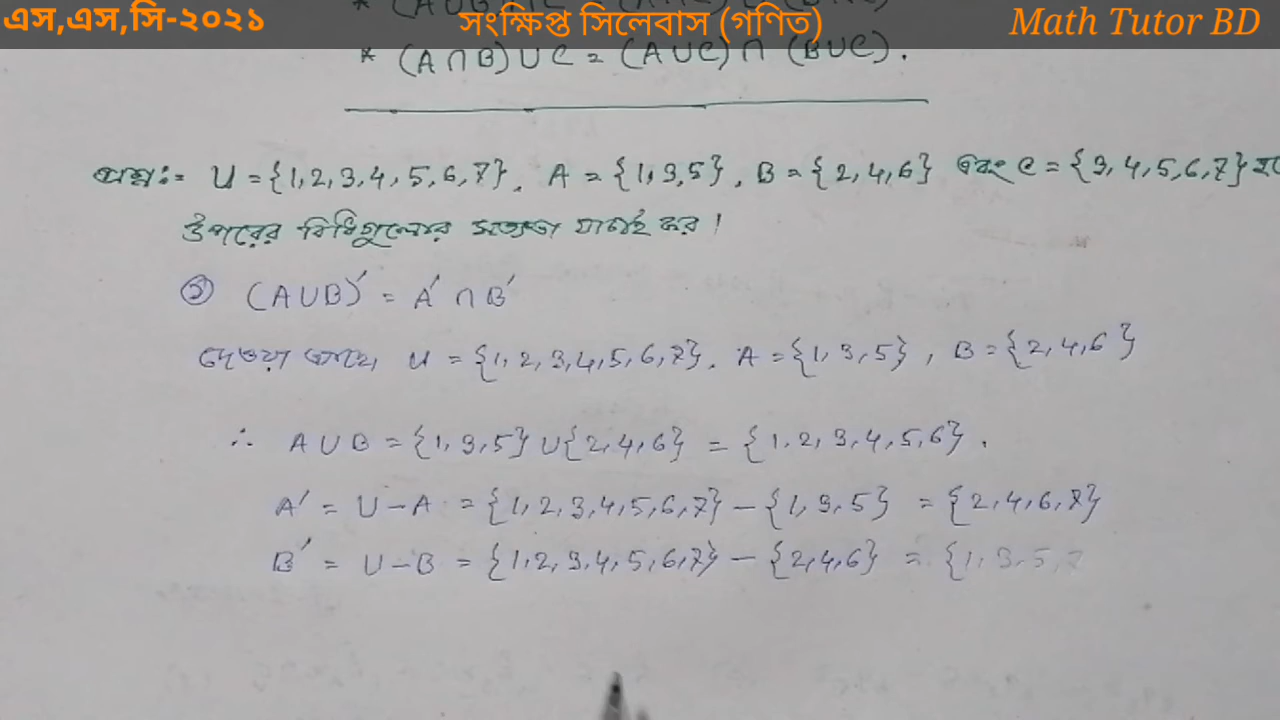 এস,এস,সি-২০২১ সংক্ষিপ্ত সিলেবাস (গণিত) Math Tutor BD
* (A∩B)∪C = (A∪C)∩(B∪C).
প্রশ্ন:- U = {1,2,3,4,5,6,7}, A = {1,3,5}, B = {2,4,6} এবং C = {3,4,5,6,7}
উপরের বিধিগুলোর সত্যতা যাচাই কর।
(A∪B)′ = A′∩B′
দেওয়া আছে, U = {1,2,3,4,5,6,7}, A = {1,3,5}, B = {2,4,6}
∴ A∪B = {1,3,5}∪{2,4,6} = {1,2,3,4,5,6}.
A′ = U−A = {1,2,3,4,5,6,7} − {1,3,5} = {2,4,6,7}
B′ = U−B = {1,2,3,4,5,6,7} − {2,4,6} = {1,3,5,7